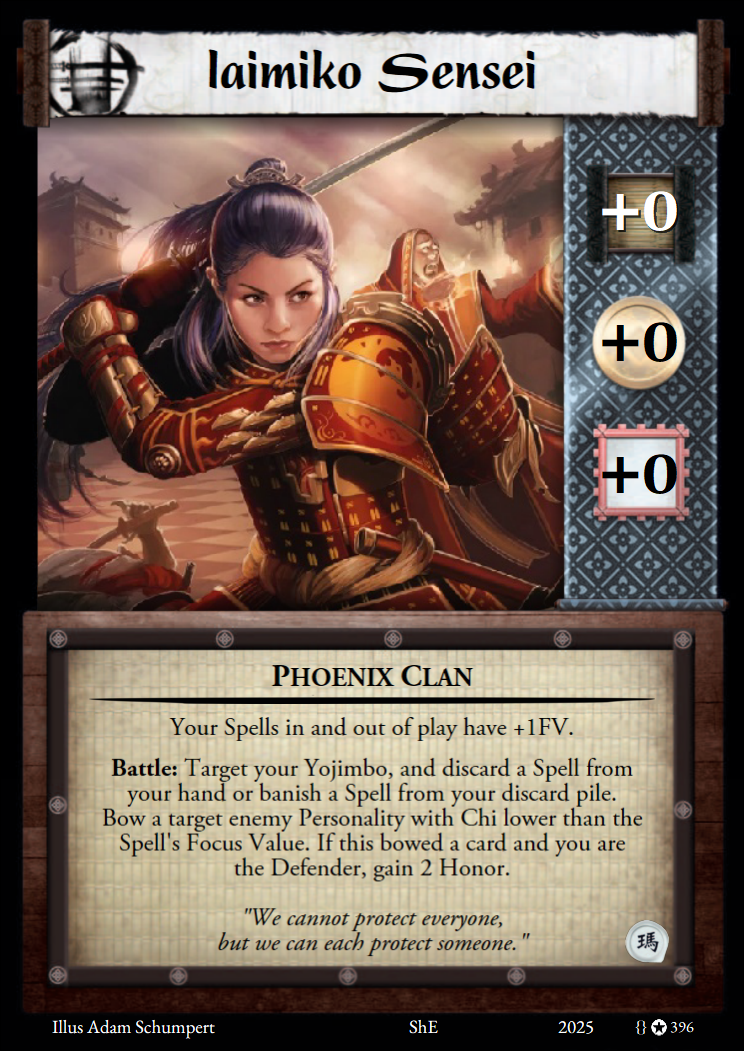 Iaimiko Sensei
+0
+0
+0
PHOENIX CLAN
Your Spells in and out of play have +1FV.
Battle: Target your Yojimbo, and discard a Spell from
your hand or banish a Spell from your discard pile.
Bow a target enemy Personality with Chi lower than the
Spell's Focus Value. If this bowed a card and you are
the Defender, gain 2 Honor.
"We cannot protect everyone,
but we can each protect someone."
瑪
Illus Adam Schumpert ShE 2025 {} 396